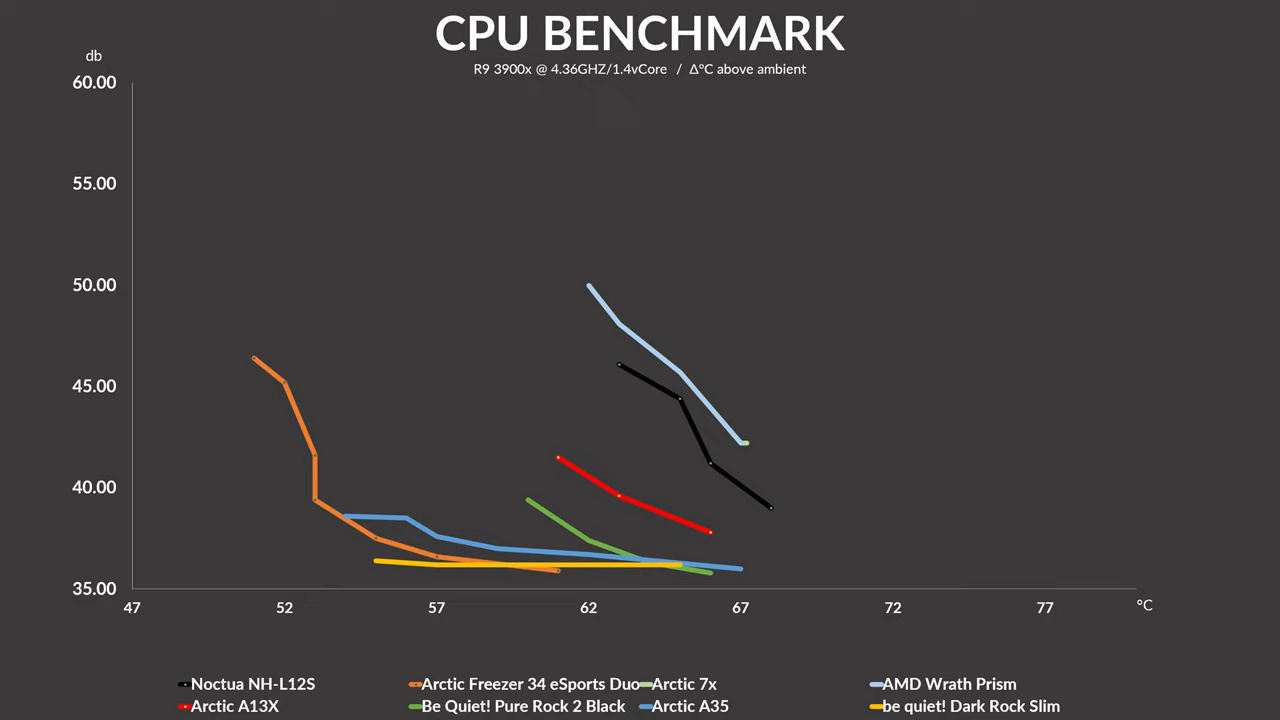 CPU BENCHMARK
db
R9 3900x @ 4.36GHZ/1.4vCore / Δ°C above ambient
60.00
55.00
50.00
45.00
40.00
35.00
47 52 57 62 67 72 77 °C
Noctua NH-L12S Arctic Freezer 34 eSports Duo Arctic 7x AMD Wrath Prism
Arctic A13X Be Quiet! Pure Rock 2 Black Arctic A35 be quiet! Dark Rock Slim